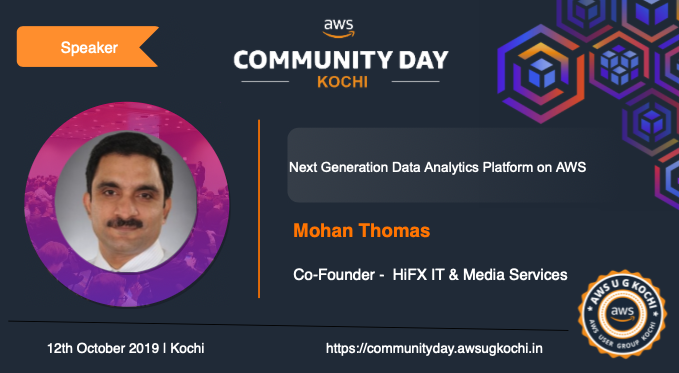 Speaker
aws
COMMUNITY DAY
KOCHI
Next Generation Data Analytics Platform on AWS
Mohan Thomas
Co-Founder - HiFX IT & Media Services
AWS U G KOCHI
aws
AWS USER GROUP KOCHI
12th October 2019 | Kochi
https://communityday.awsugkochi.in